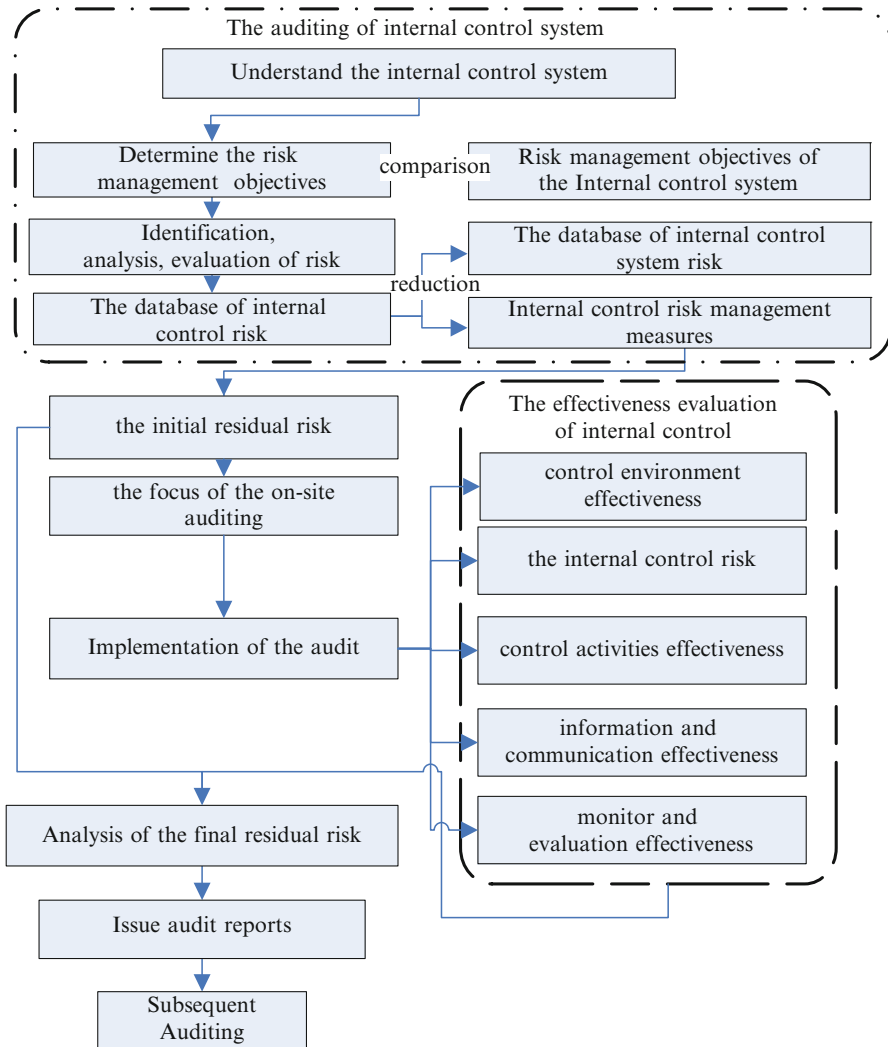 The auditing of internal control system
Understand the internal control system
Determine the risk
management objectives
comparison
Risk management objectives of
the Internal control system
Identification,
analysis, evaluation of risk
The database of internal control
system risk
reduction
The database of internal
control risk
Internal control risk management
measures
the initial residual risk
The effectiveness evaluation
of internal control
the focus of the on-site
auditing
control environment
effectiveness
the internal control risk
Implementation of the audit
control activities effectiveness
information and
communication effectiveness
Analysis of the final residual risk
monitor and
evaluation effectiveness
Issue audit reports
Subsequent
Auditing